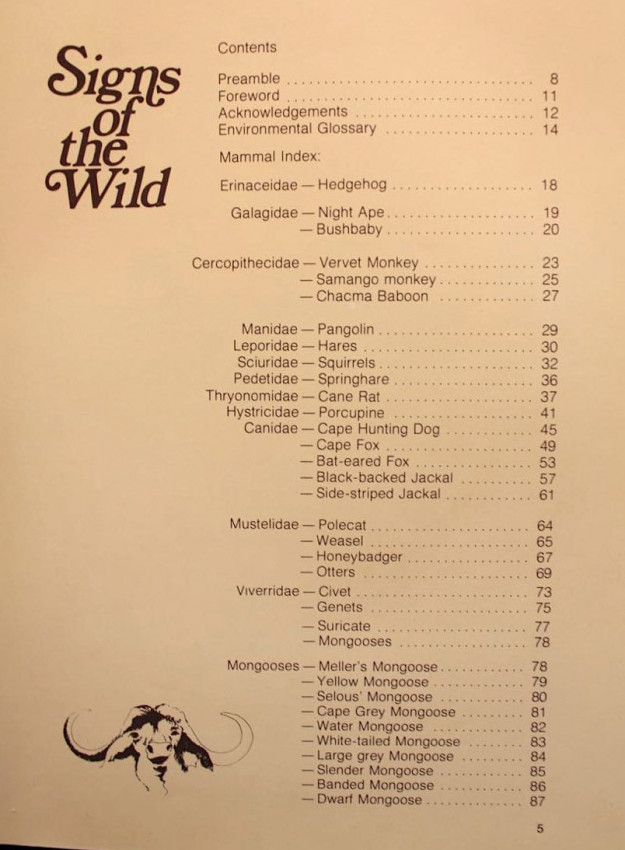 Signs
of
the
Wild
Contents
Preamble .............................. 8
Foreword .............................. 11
Acknowledgements .............................. 12
Environmental Glossary .............................. 14
Mammal Index:
Erinaceidae — Hedgehog .................. 18
Galagidae — Night Ape .................. 19
— Bushbaby .................. 20
Cercopithecidae — Vervet Monkey .............. 23
— Samango monkey .............. 25
— Chacma Baboon ............ 27
Manidae — Pangolin .................... 29
Leporidae — Hares ...................... 30
Sciuridae — Squirrels .................... 32
Pedetidae — Springhare .................. 36
Thryonomidae — Cane Rat .................... 37
Hystricidae — Porcupine .................. 41
Canidae — Cape Hunting Dog ............ 45
— Cape Fox .................... 49
— Bat-eared Fox ............... 53
— Black-backed Jackal .......... 57
— Side-striped Jackal ............ 61
Mustelidae — Polecat ..................... 64
— Weasel ..................... 65
— Honeybadger ................ 67
— Otters ...................... 69
Viverridae — Civet ...................... 73
— Genets ..................... 75
— Suricate .................... 77
— Mongooses ................. 78
Mongooses — Meller's Mongoose ............ 78
— Yellow Mongoose ............. 79
— Selous' Mongoose ............ 80
— Cape Grey Mongoose ......... 81
— Water Mongoose ............. 82
— White-tailed Mongoose ........ 83
— Large grey Mongoose ......... 84
— Slender Mongoose ........... 85
— Banded Mongoose ........... 86
— Dwarf Mongoose .............. 87
5